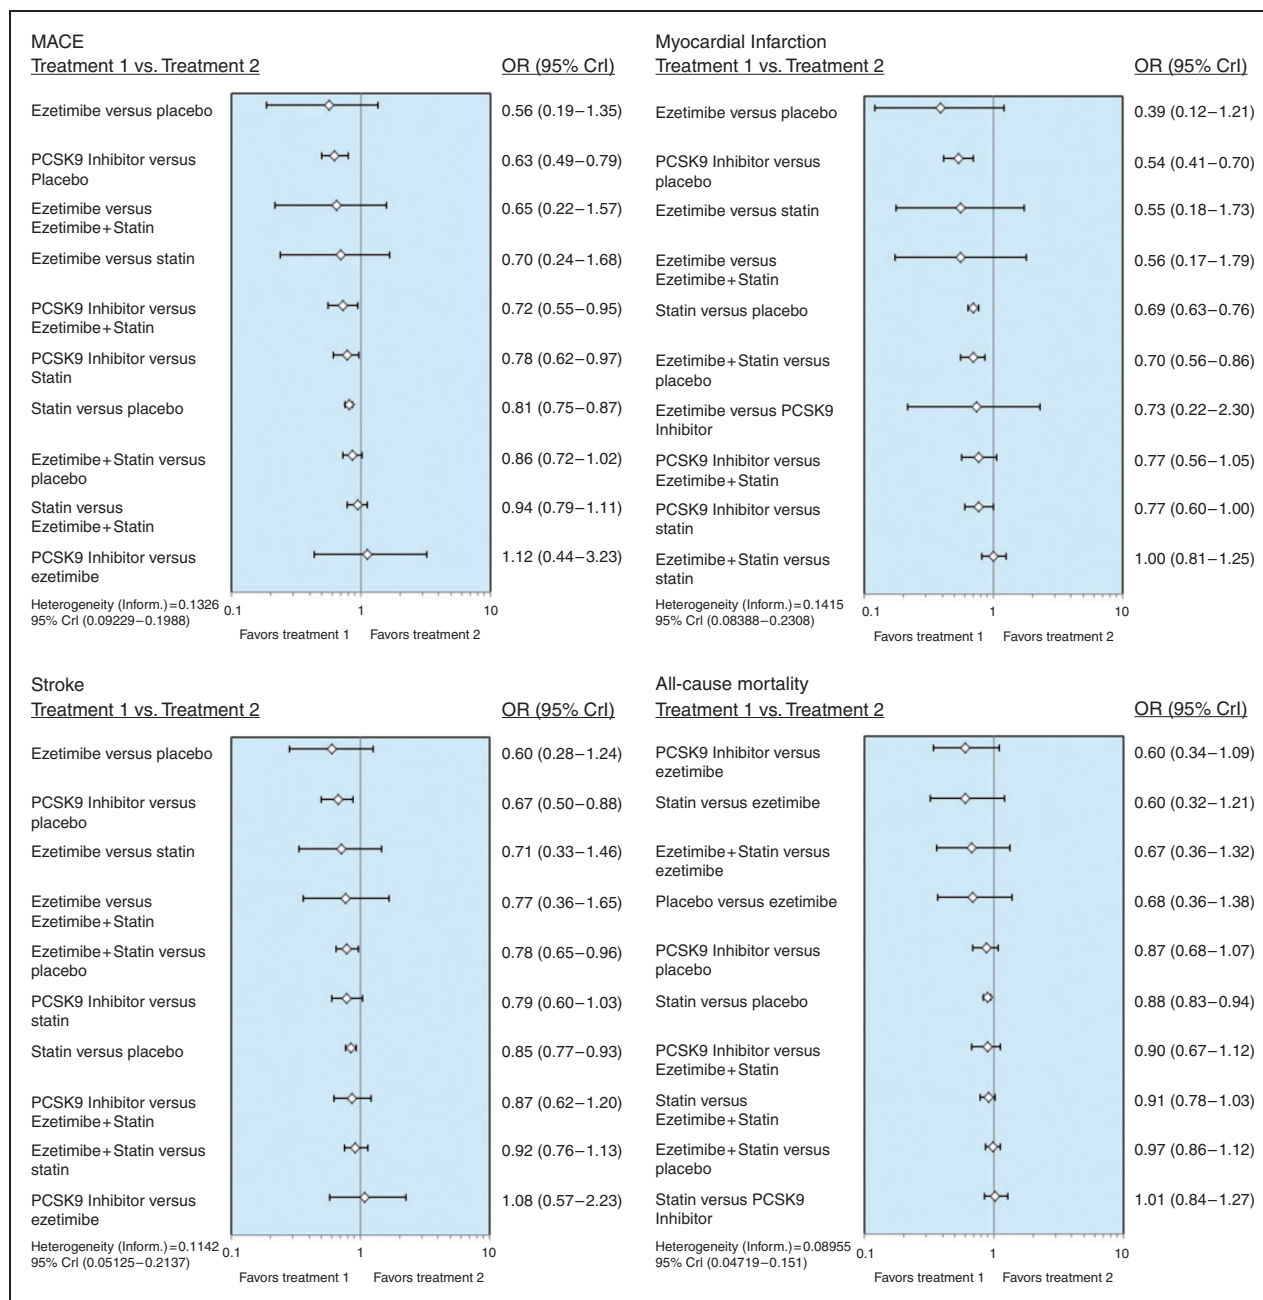 MACE
Treatment 1 vs. Treatment 2 OR (95% CrI)
Ezetimibe versus placebo 0.56 (0.19−1.35)
PCSK9 Inhibitor versus
Placebo
0.63 (0.49−0.79)
Ezetimibe versus
Ezetimibe+Statin
0.65 (0.22−1.57)
Ezetimibe versus statin 0.70 (0.24−1.68)
PCSK9 Inhibitor versus
Ezetimibe+Statin
0.72 (0.55−0.95)
PCSK9 Inhibitor versus
Statin
0.78 (0.62−0.97)
Statin versus placebo 0.81 (0.75−0.87)
Ezetimibe+Statin versus
placebo
0.86 (0.72−1.02)
Statin versus
Ezetimibe+Statin
0.94 (0.79−1.11)
PCSK9 Inhibitor versus
ezetimibe
1.12 (0.44−3.23)
Heterogeneity (Inform.)=0.1326
95% CrI (0.09229−0.1988)
0.1 1 10
Favors treatment 1 Favors treatment 2
Myocardial Infarction
Treatment 1 vs. Treatment 2 OR (95% CrI)
Ezetimibe versus placebo 0.39 (0.12−1.21)
PCSK9 Inhibitor versus
placebo
0.54 (0.41−0.70)
Ezetimibe versus statin 0.55 (0.18−1.73)
Ezetimibe versus
Ezetimibe+Statin
0.56 (0.17−1.79)
Statin versus placebo 0.69 (0.63−0.76)
Ezetimibe+Statin versus
placebo
0.70 (0.56−0.86)
Ezetimibe versus PCSK9
Inhibitor
0.73 (0.22−2.30)
PCSK9 Inhibitor versus
Ezetimibe+Statin
0.77 (0.56−1.05)
PCSK9 Inhibitor versus
statin
0.77 (0.60−1.00)
Ezetimibe+Statin versus
statin
1.00 (0.81−1.25)
Heterogeneity (Inform.)=0.1415
95% CrI (0.08388−0.2308)
0.1 1 10
Favors treatment 1 Favors treatment 2
Stroke
Treatment 1 vs. Treatment 2 OR (95% CrI)
Ezetimibe versus placebo 0.60 (0.28−1.24)
PCSK9 Inhibitor versus
placebo
0.67 (0.50−0.88)
Ezetimibe versus statin 0.71 (0.33−1.46)
Ezetimibe versus
Ezetimibe+Statin
0.77 (0.36−1.65)
Ezetimibe+Statin versus
placebo
0.78 (0.65−0.96)
PCSK9 Inhibitor versus
statin
0.79 (0.60−1.03)
Statin versus placebo 0.85 (0.77−0.93)
PCSK9 Inhibitor versus
Ezetimibe+Statin
0.87 (0.62−1.20)
Ezetimibe+Statin versus
statin
0.92 (0.76−1.13)
PCSK9 Inhibitor versus
ezetimibe
1.08 (0.57−2.23)
Heterogeneity (Inform.)=0.1142
95% CrI (0.05125−0.2137)
0.1 1 10
Favors treatment 1 Favors treatment 2
All-cause mortality
Treatment 1 vs. Treatment 2 OR (95% CrI)
PCSK9 Inhibitor versus
ezetimibe
0.60 (0.34−1.09)
Statin versus ezetimibe 0.60 (0.32−1.21)
Ezetimibe+Statin versus
ezetimibe
0.67 (0.36−1.32)
Placebo versus ezetimibe 0.68 (0.36−1.38)
PCSK9 Inhibitor versus
placebo
0.87 (0.68−1.07)
Statin versus placebo 0.88 (0.83−0.94)
PCSK9 Inhibitor versus
Ezetimibe+Statin
0.90 (0.67−1.12)
Statin versus
Ezetimibe+Statin
0.91 (0.78−1.03)
Ezetimibe+Statin versus
placebo
0.97 (0.86−1.12)
Statin versus PCSK9
Inhibitor
1.01 (0.84−1.27)
Heterogeneity (Inform.)=0.08955
95% CrI (0.04719−0.151)
0.1 1 10
Favors treatment 1 Favors treatment 2